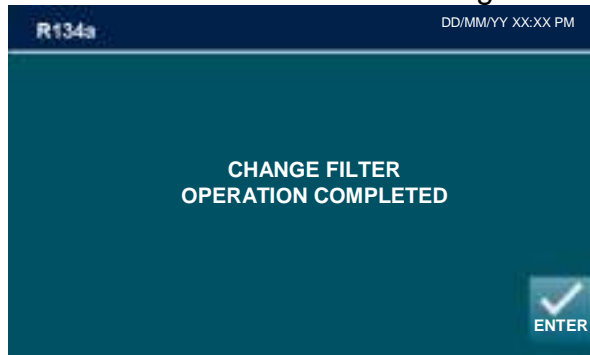 R134a
DD/MM/YY XX:XX PM
CHANGE FILTER
OPERATION COMPLETED
ENTER